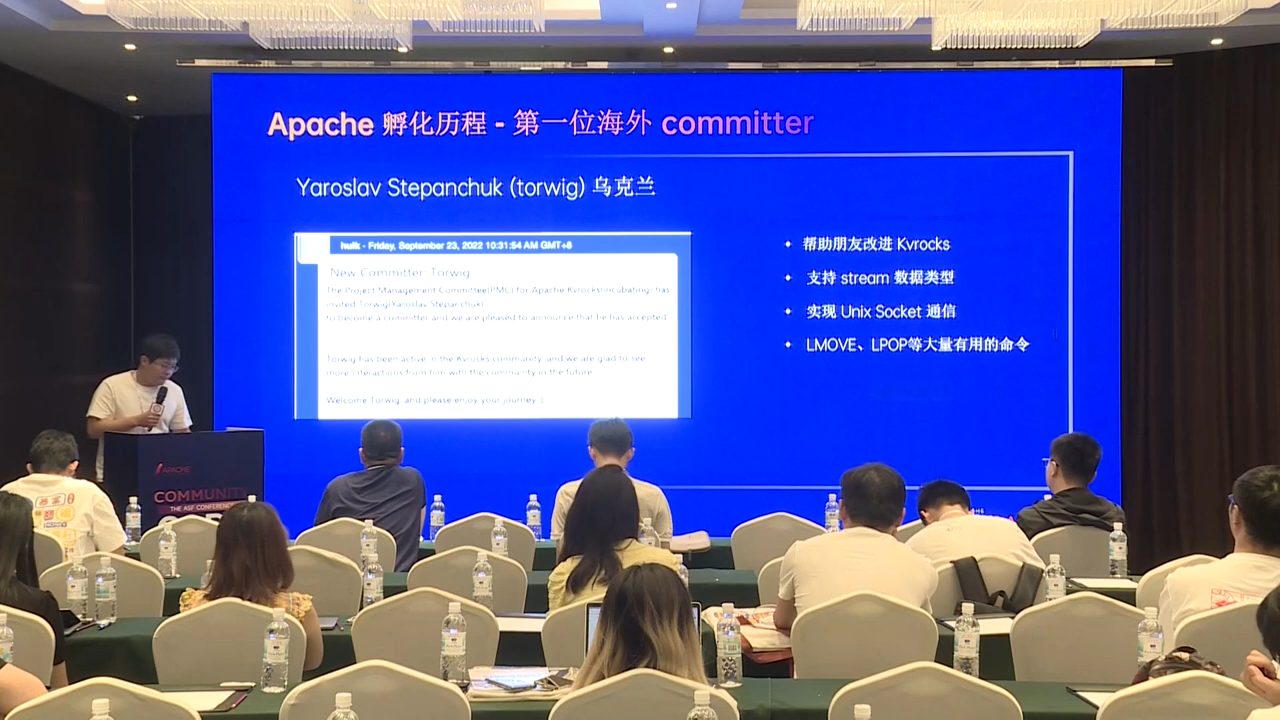 Apache 孵化历程 - 第一位海外 committer
Yaroslav Stepanchuk (torwig) 乌克兰
hulk - Friday, September 23, 2022 10:31:54 AM GMT+8
New Committer: Torwig
The Project Management Committee(PMC) for Apache Kvrocks(incubating) has
invited Torwig(Yaroslav Stepanchuk)
to become a committer and we are pleased to announce that he has accepted.
Torwig has been active in the Kvrocks community, and we are glad to see
more interactions from him with the community in the future.
Welcome Torwig, and please enjoy your journey :)
帮助朋友改进 Kvrocks
支持 stream 数据类型
实现 Unix Socket 通信
LMOVE、LPOP等大量有用的命令
APACHE
COMMUNITY
THE ASF CONFERENCE